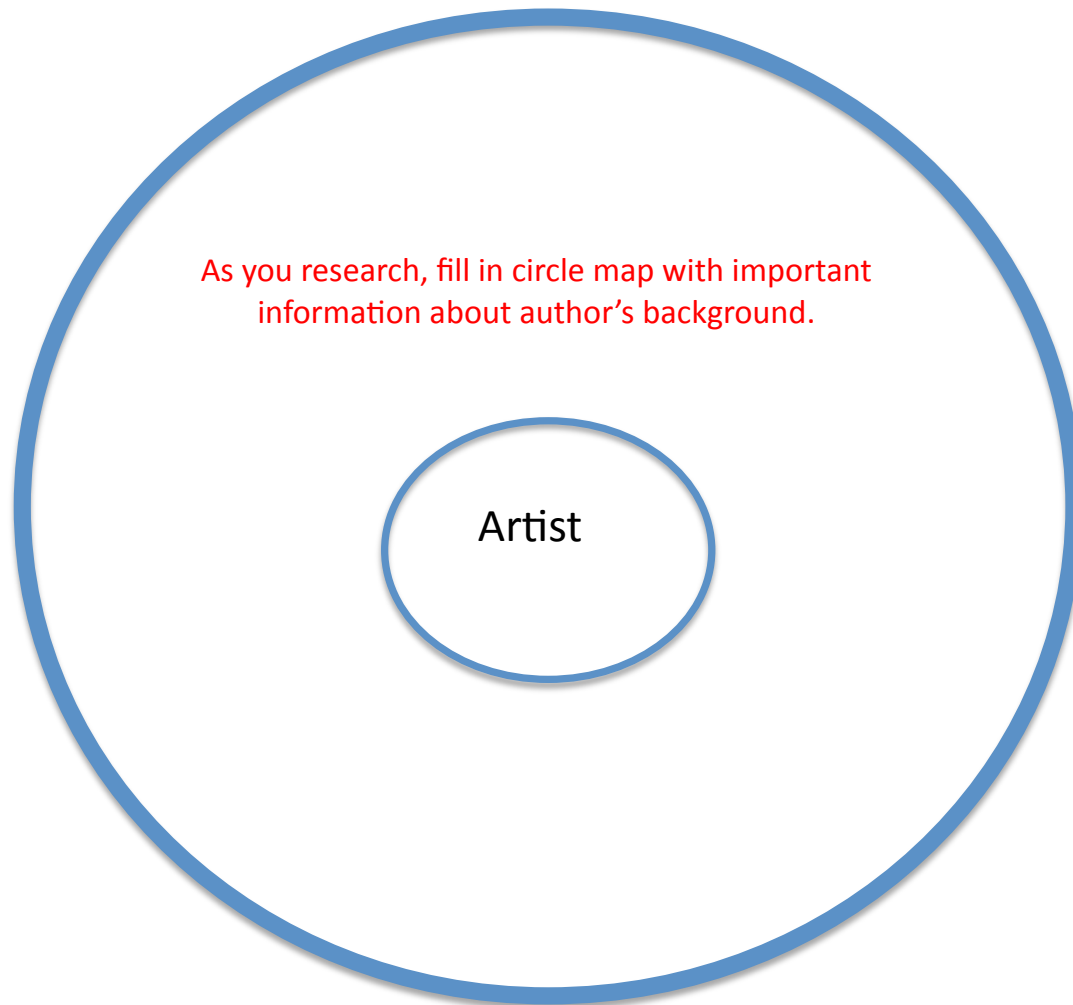 As you research, fill in circle map with important
information about author’s background.
Artist